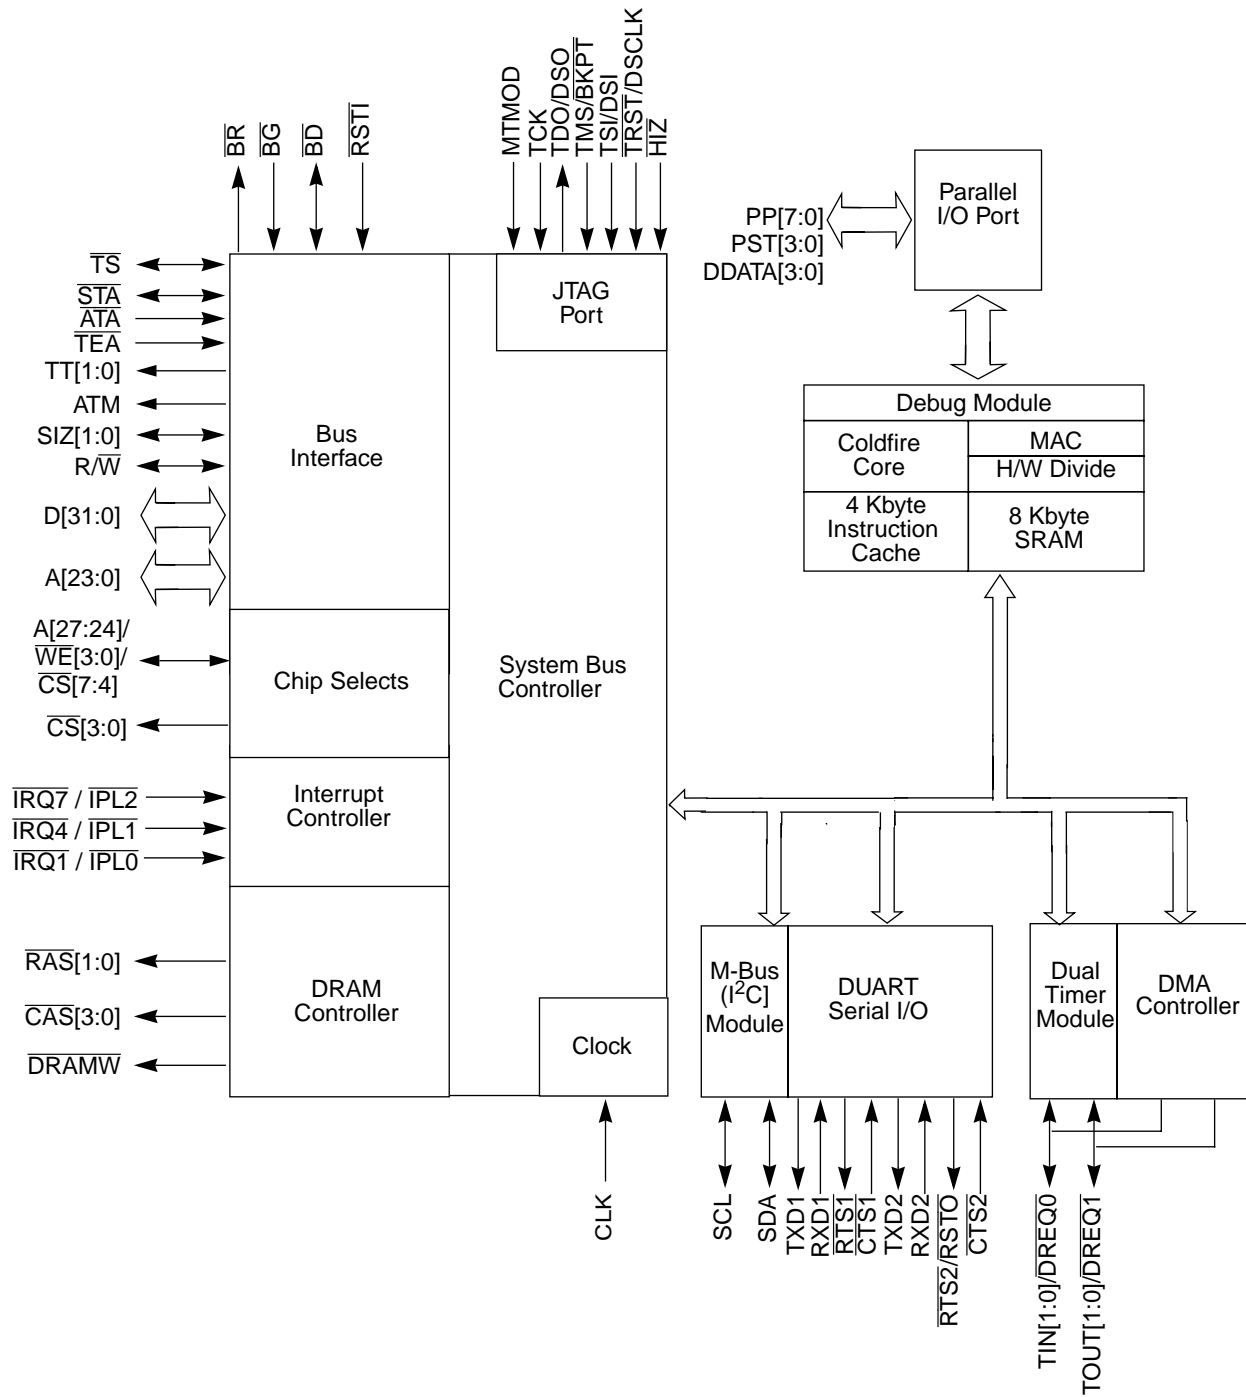 BR
BG
BD
RSTI
MTMOD
TCK
TDO/DSO
TMS/BKPT
TSI/DSI
TRST/DSCLK
HIZ
TS
STA
ATA
TEA
TT[1:0]
ATM
SIZ[1:0]
R/W
D[31:0]
A[23:0]
A[27:24]/
WE[3:0]/
CS[7:4]
CS[3:0]
IRQ7 / IPL2
IRQ4 / IPL1
IRQ1 / IPL0
RAS[1:0]
CAS[3:0]
DRAMW
Bus
Interface
Chip Selects
Interrupt
Controller
DRAM
Controller
JTAG
Port
System Bus
Controller
Clock
CLK
PP[7:0]
PST[3:0]
DDATA[3:0]
Parallel
I/O Port
Debug Module
Coldfire
Core
MAC
H/W Divide
4 Kbyte
Instruction
Cache
8 Kbyte
SRAM
M-Bus
(I²C]
Module
DUART
Serial I/O
Dual
Timer
Module
DMA
Controller
SCL
SDA
TXD1
RXD1
RTS1
CTS1
TXD2
RXD2
RTS2/RSTO
CTS2
TIN[1:0]/DREQ0
TOUT[1:0]/DREQ1